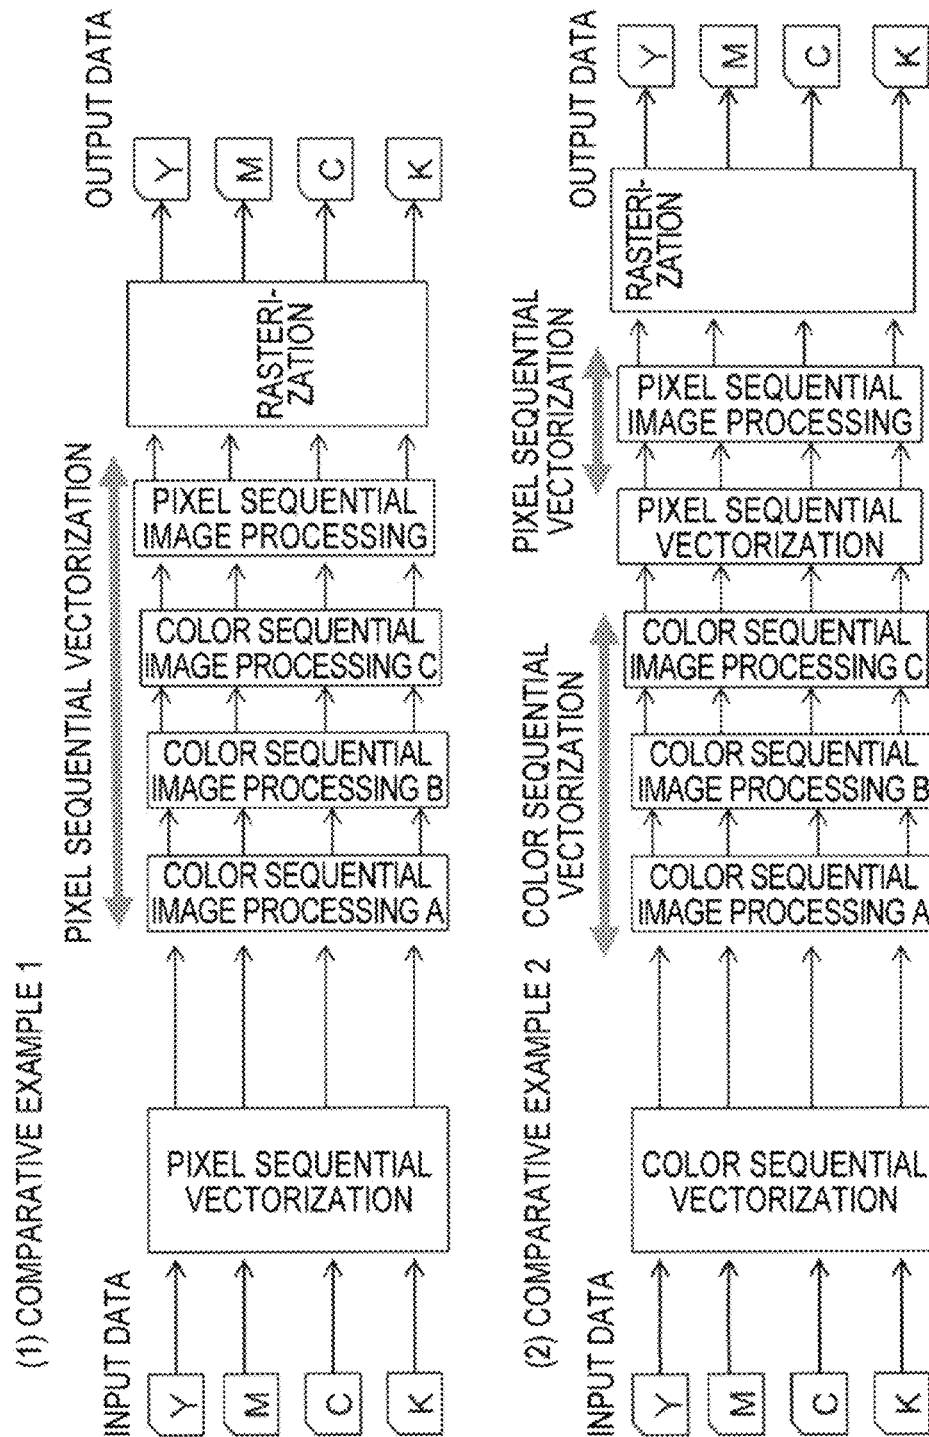 (1) COMPARATIVE EXAMPLE 1
INPUT DATA
Y
M
C
K
PIXEL SEQUENTIAL
VECTORIZATION
PIXEL SEQUENTIAL VECTORIZATION
COLOR SEQUENTIAL
IMAGE PROCESSING A
COLOR SEQUENTIAL
IMAGE PROCESSING B
COLOR SEQUENTIAL
IMAGE PROCESSING C
PIXEL SEQUENTIAL
IMAGE PROCESSING
RASTERI-
ZATION
OUTPUT DATA
Y
M
C
K
(2) COMPARATIVE EXAMPLE 2
INPUT DATA
Y
M
C
K
COLOR SEQUENTIAL
VECTORIZATION
COLOR SEQUENTIAL
VECTORIZATION
COLOR SEQUENTIAL
IMAGE PROCESSING A
COLOR SEQUENTIAL
IMAGE PROCESSING B
COLOR SEQUENTIAL
IMAGE PROCESSING C
PIXEL SEQUENTIAL
VECTORIZATION
PIXEL SEQUENTIAL
VECTORIZATION
PIXEL SEQUENTIAL
IMAGE PROCESSING
RASTERI-
ZATION
OUTPUT DATA
Y
M
C
K